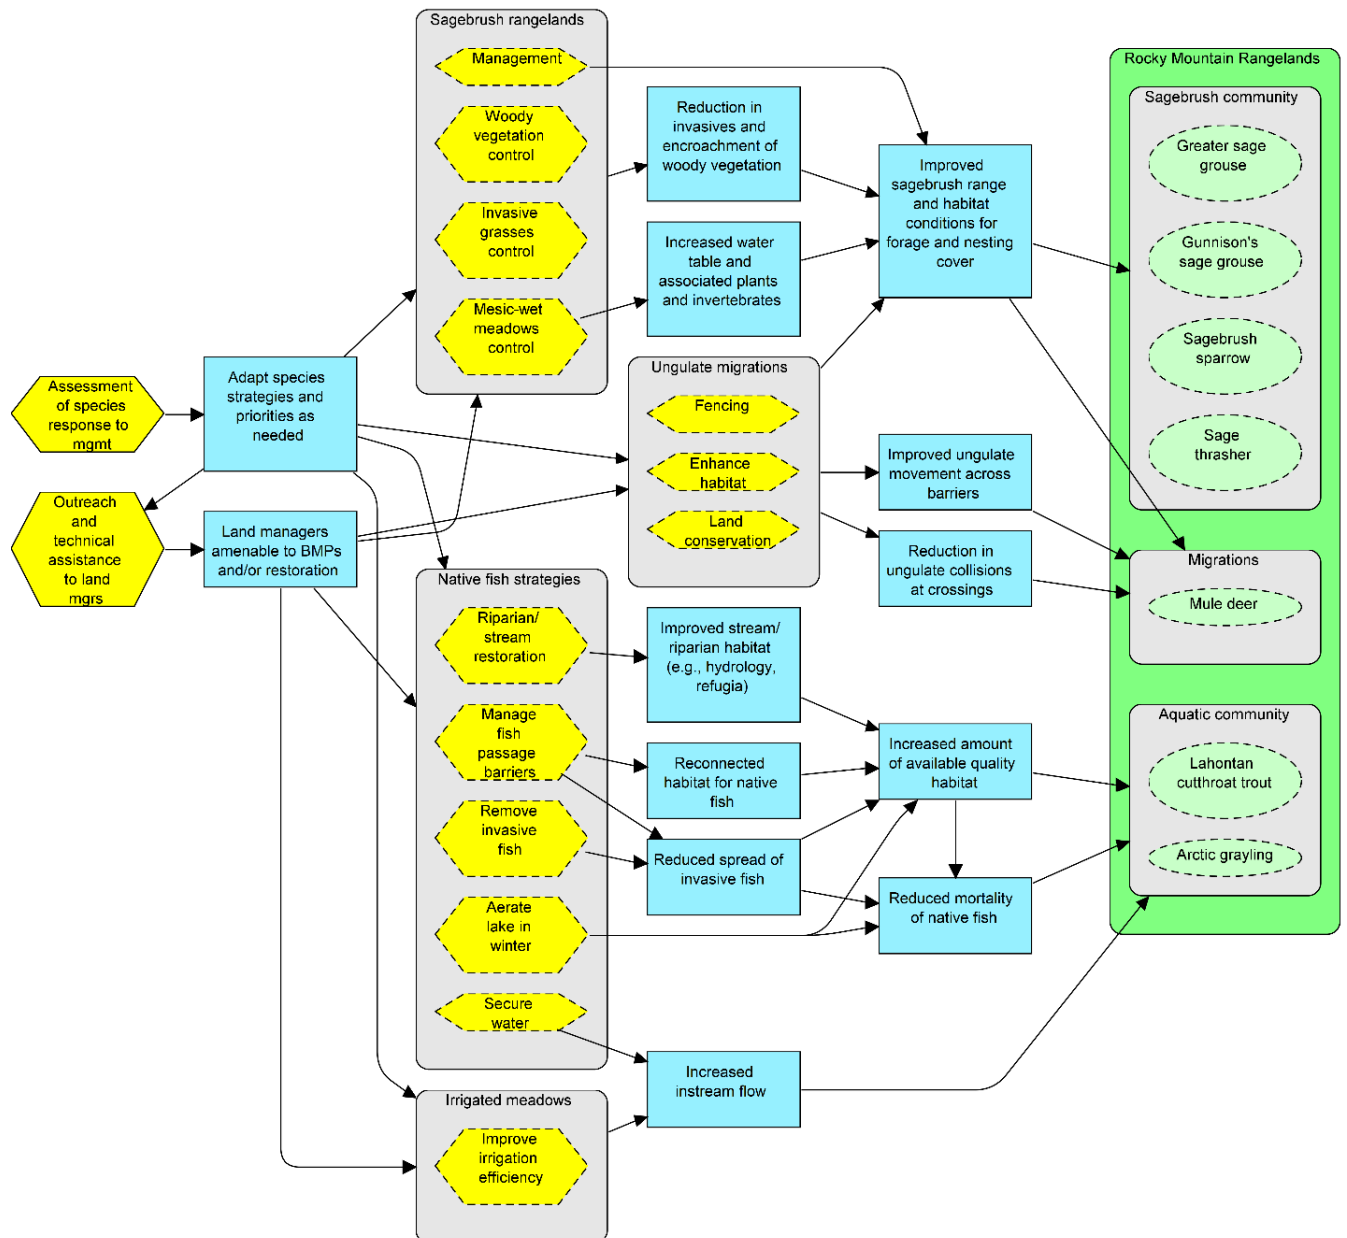 Sagebrush rangelands
Management
Woody
vegetation
control
Invasive
grasses
control
Mesic-wet
meadows
control
Reduction in
invasives and
encroachment of
woody vegetation
Increased water
table and
associated plants
and invertebrates
Improved
sagebrush range
and habitat
conditions for
forage and nesting
cover
Rocky Mountain Rangelands
Sagebrush community
Greater sage
grouse
Gunnison's
sage grouse
Sagebrush
sparrow
Sage
thrasher
Assessment
of species
response to
mgmt
Adapt species
strategies and
priorities as
needed
Outreach
and
technical
assistance
to land
mgrs
Land managers
amenable to BMPs
and/or restoration
Ungulate migrations
Fencing
Enhance
habitat
Land
conservation
Improved ungulate
movement across
barriers
Reduction in
ungulate collisions
at crossings
Migrations
Mule deer
Native fish strategies
Riparian/
stream
restoration
Manage
fish
passage
barriers
Remove
invasive
fish
Aerate
lake in
winter
Secure
water
Improved stream/
riparian habitat
(e.g., hydrology,
refugia)
Reconnected
habitat for native
fish
Reduced spread of
invasive fish
Increased amount
of available quality
habitat
Reduced mortality
of native fish
Aquatic community
Lahontan
cutthroat trout
Arctic grayling
Increased
instream flow
Irrigated meadows
Improve
irrigation
efficiency